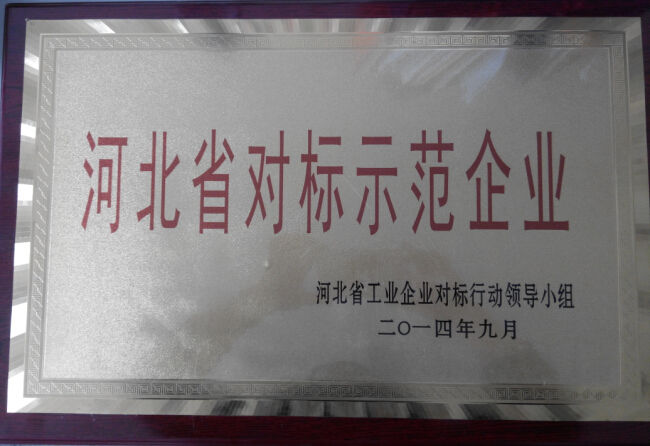 河北省对标示范企业
河北省工业企业对标行动领导小组
二〇一四年九月